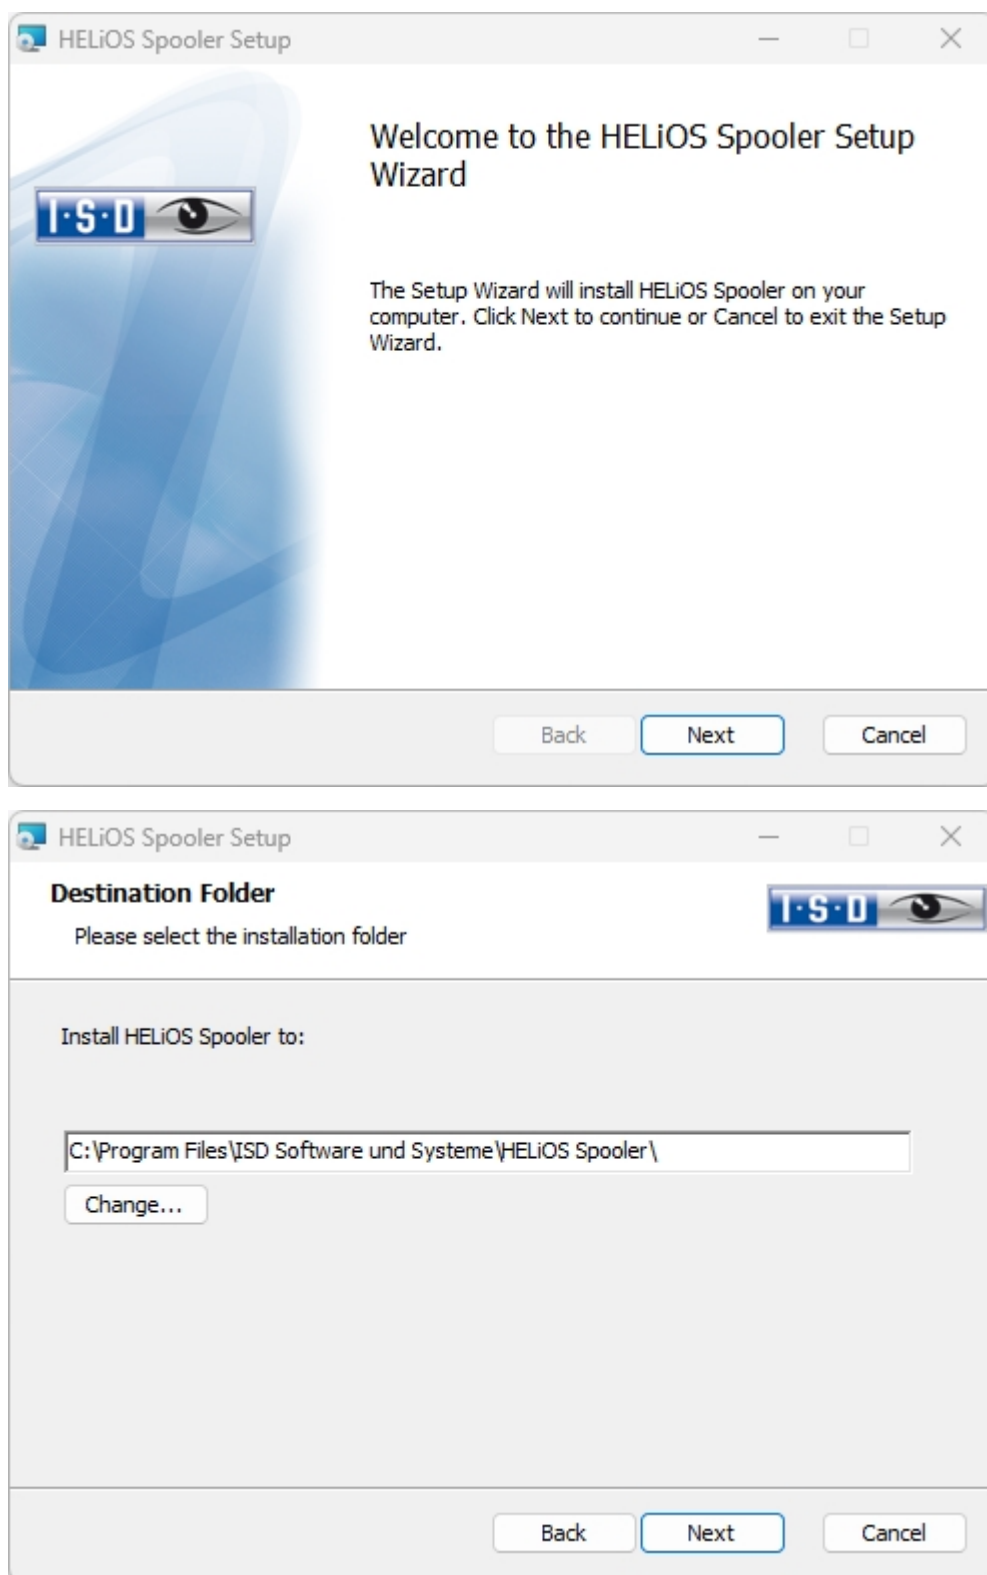 HELiOS Spooler Setup
I·S·D
Welcome to the HELiOS Spooler Setup
Wizard
The Setup Wizard will install HELiOS Spooler on your
computer. Click Next to continue or Cancel to exit the Setup
Wizard.
Back Next Cancel
HELiOS Spooler Setup
Destination Folder
I·S·D
Please select the installation folder
Install HELiOS Spooler to:
C:\Program Files\ISD Software und Systeme\HELiOS Spooler\
Change...
Back Next Cancel